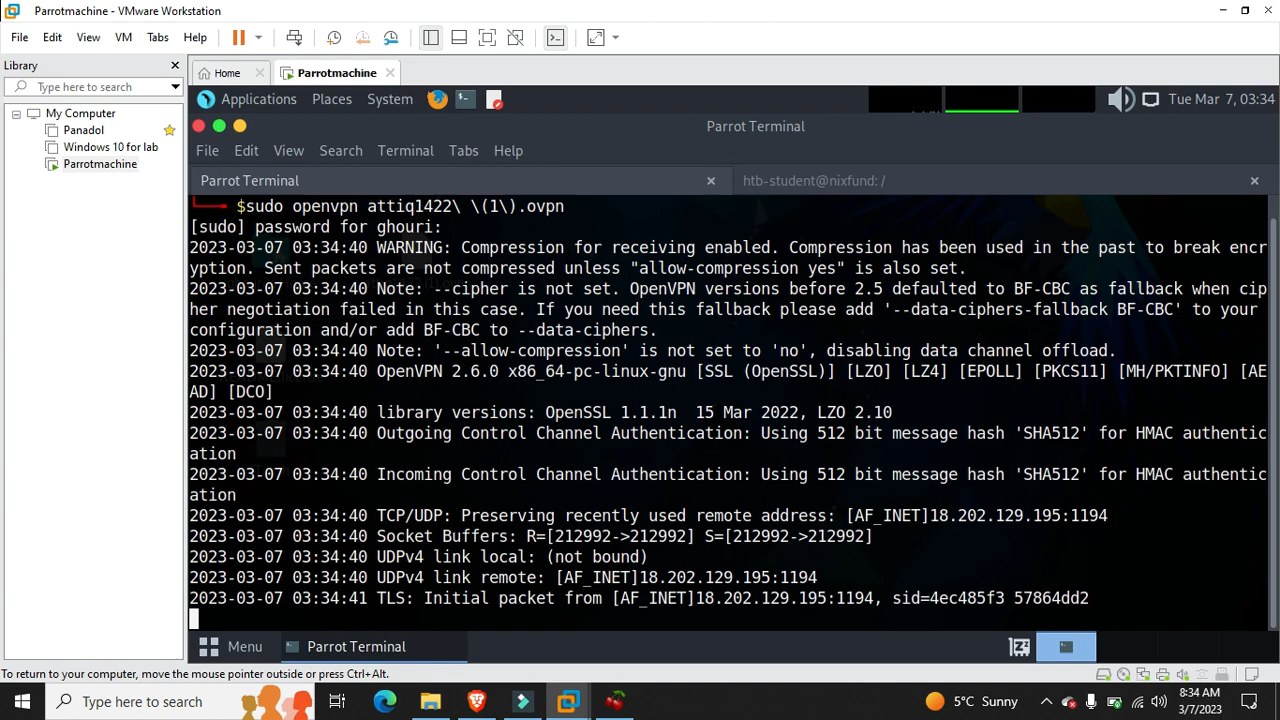 Parrotmachine - VMware Workstation
File Edit View VM Tabs Help
Library
Type here to search
My Computer
Panadol
Windows 10 for lab
Parrotmachine
Home Parrotmachine
Applications Places System Tue Mar 7, 03:34
Parrot Terminal
File Edit View Search Terminal Tabs Help
Parrot Terminal htb-student@nixfund: /
$sudo openvpn attiq1422\ \(1\).ovpn
[sudo] password for ghouri:
2023-03-07 03:34:40 WARNING: Compression for receiving enabled. Compression has been used in the past to break encr
yption. Sent packets are not compressed unless "allow-compression yes" is also set.
2023-03-07 03:34:40 Note: --cipher is not set. OpenVPN versions before 2.5 defaulted to BF-CBC as fallback when cip
her negotiation failed in this case. If you need this fallback please add '--data-ciphers-fallback BF-CBC' to your
configuration and/or add BF-CBC to --data-ciphers.
2023-03-07 03:34:40 Note: '--allow-compression' is not set to 'no', disabling data channel offload.
2023-03-07 03:34:40 OpenVPN 2.6.0 x86_64-pc-linux-gnu [SSL (OpenSSL)] [LZO] [LZ4] [EPOLL] [PKCS11] [MH/PKTINFO] [AE
AD] [DCO]
2023-03-07 03:34:40 library versions: OpenSSL 1.1.1n  15 Mar 2022, LZO 2.10
2023-03-07 03:34:40 Outgoing Control Channel Authentication: Using 512 bit message hash 'SHA512' for HMAC authentic
ation
2023-03-07 03:34:40 Incoming Control Channel Authentication: Using 512 bit message hash 'SHA512' for HMAC authentic
ation
2023-03-07 03:34:40 TCP/UDP: Preserving recently used remote address: [AF_INET]18.202.129.195:1194
2023-03-07 03:34:40 Socket Buffers: R=[212992->212992] S=[212992->212992]
2023-03-07 03:34:40 UDPv4 link local: (not bound)
2023-03-07 03:34:40 UDPv4 link remote: [AF_INET]18.202.129.195:1194
2023-03-07 03:34:41 TLS: Initial packet from [AF_INET]18.202.129.195:1194, sid=4ec485f3 57864dd2
Menu Parrot Terminal
To return to your computer, move the mouse pointer outside or press Ctrl+Alt.
Type here to search 5°C Sunny 8:34 AM
3/7/2023